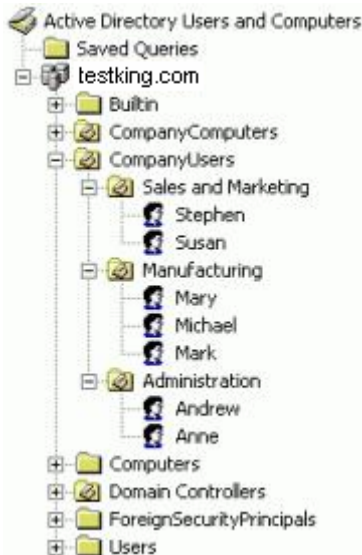 Active Directory Users and Computers
Saved Queries
testking.com
Builtin
CompanyComputers
CompanyUsers
Sales and Marketing
Stephen
Susan
Manufacturing
Mary
Michael
Mark
Administration
Andrew
Anne
Computers
Domain Controllers
ForeignSecurityPrincipals
Users